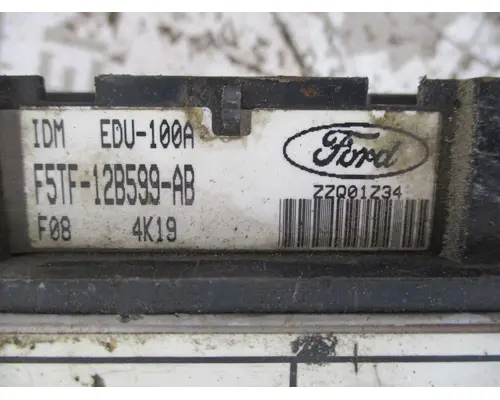 IDM EDU-100A
Ford
F5TF-12B599-AB
ZZQ01Z34
F08 4K19